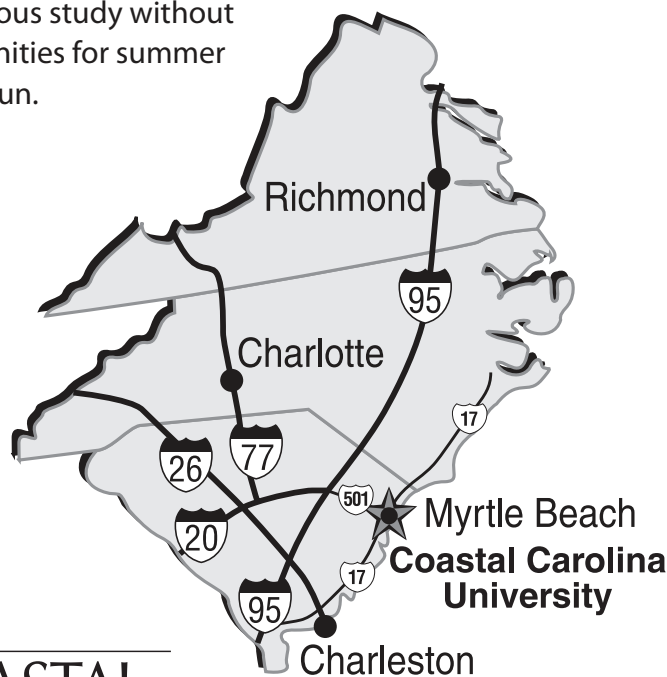 ous study without
nities for summer
un.
Richmond
95
Charlotte
17
77
26
501
Myrtle Beach
20
Coastal Carolina
University
17
95
Charleston
ASTAL